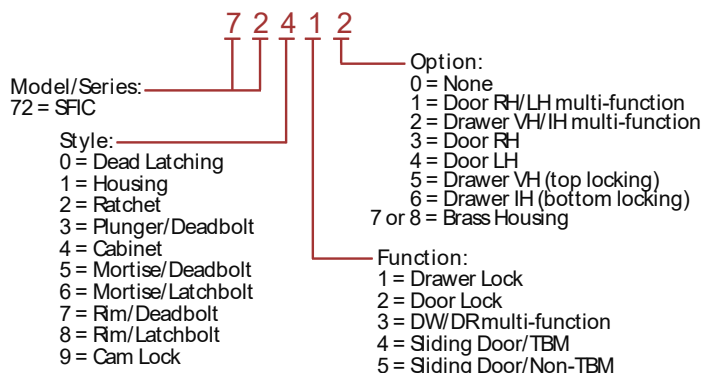 7 2 4 1 2
Model/Series:
72 = SFIC
Style:
0 = Dead Latching
1 = Housing
2 = Ratchet
3 = Plunger/Deadbolt
4 = Cabinet
5 = Mortise/Deadbolt
6 = Mortise/Latchbolt
7 = Rim/Deadbolt
8 = Rim/Latchbolt
9 = Cam Lock
Option:
0 = None
1 = Door RH/LH multi-function
2 = Drawer VH/IH multi-function
3 = Door RH
4 = Door LH
5 = Drawer VH (top locking)
6 = Drawer IH (bottom locking)
7 or 8 = Brass Housing
Function:
1 = Drawer Lock
2 = Door Lock
3 = DW/DR multi-function
4 = Sliding Door/TBM
5 = Sliding Door/Non-TBM